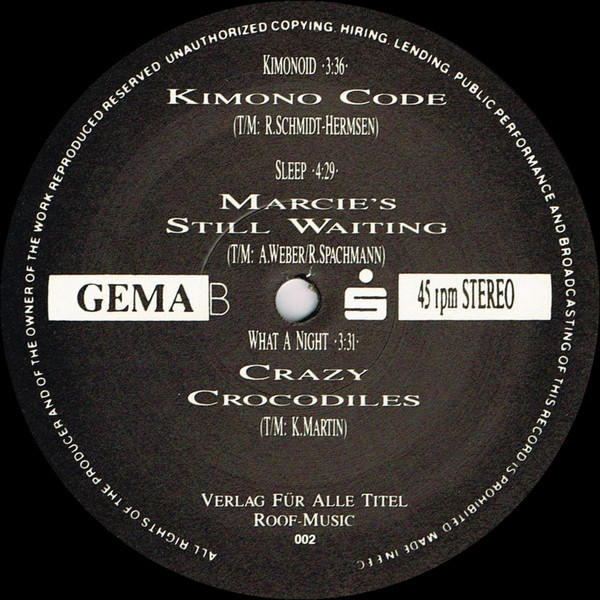 ALL RIGHTS OF THE PRODUCER AND OF THE OWNER OF THE WORK REPRODUCED RESERVED UNAUTHORIZED COPYING. HIRING. LENDING. PUBLIC PERFORMANCE AND BROADCASTING OF THIS RECORD IS PROHIBITED MADE IN EEC
KIMONOID ·3:36·
KIMONO CODE
(T/M: R.SCHMIDT-HERMSEN)
SLEEP ·4:29·
MARCIE'S
STILL WAITING
(T/M: A.WEBER/R.SPACHMANN)
GEMA B S 45 rpm STEREO
WHAT A NIGHT ·3:31·
CRAZY
CROCODILES
(T/M: K.MARTIN)
VERLAG FÜR ALLE TITEL
ROOF-MUSIC
002